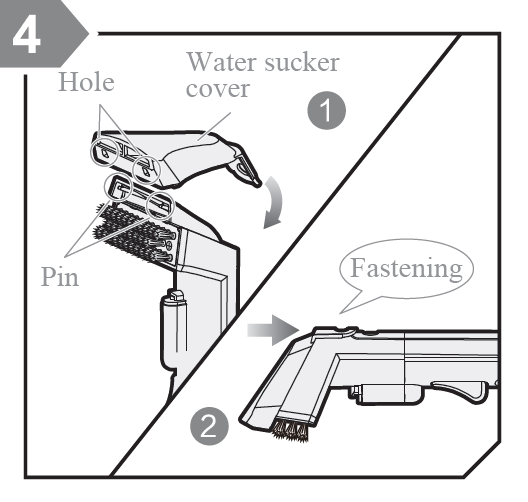 4
Hole
Water sucker
cover
1
Pin
Fastening
2